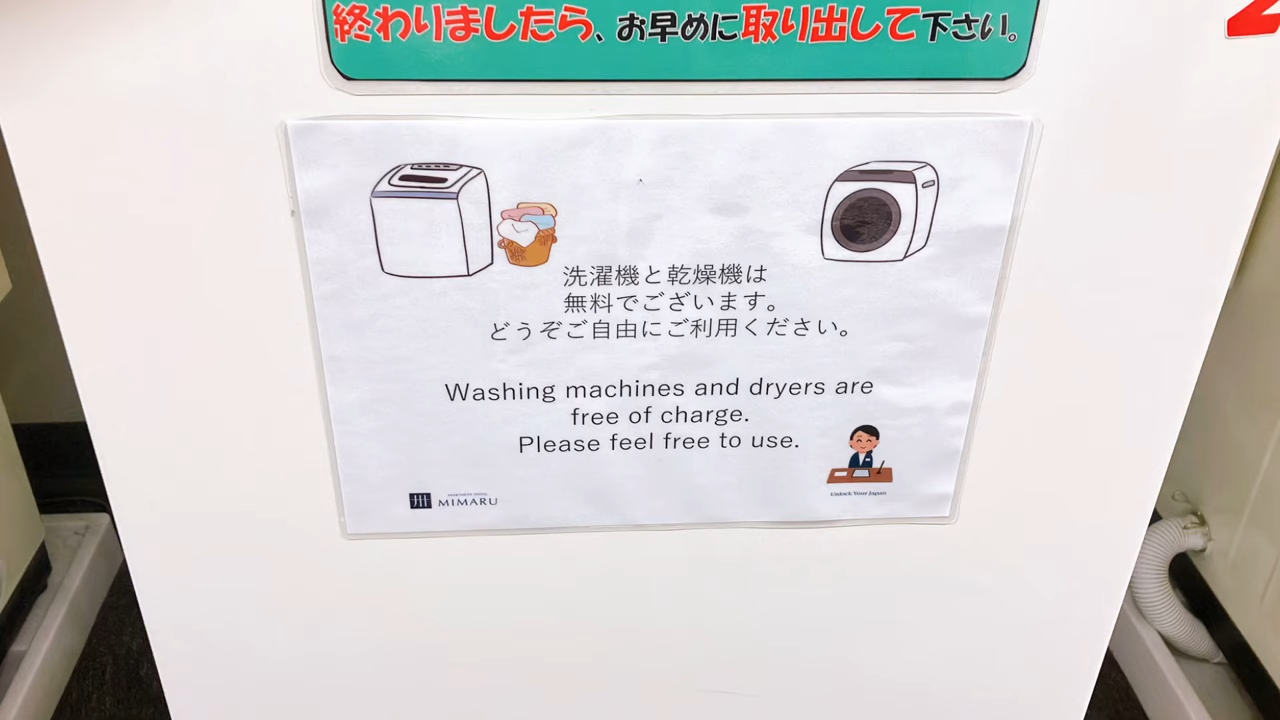 終わりましたら、お早めに取り出して下さい。
洗濯機と乾燥機は
無料でございます。
どうぞご自由にご利用ください。
Washing machines and dryers are
free of charge.
Please feel free to use.
APARTMENT HOTEL
MIMARU
Unlock Your Japan